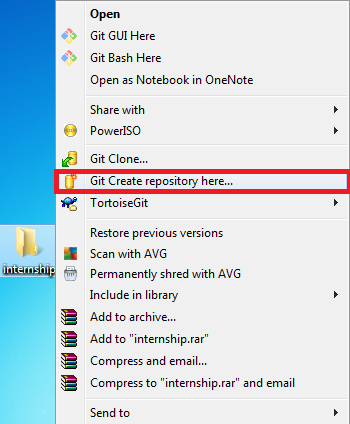 Open
Git GUI Here
Git Bash Here
Open as Notebook in OneNote
Share with
PowerISO
Git Clone...
Git Create repository here...
TortoiseGit
Restore previous versions
Scan with AVG
Permanently shred with AVG
Include in library
Add to archive...
Add to "internship.rar"
Compress and email...
Compress to "internship.rar" and email
Send to
internship